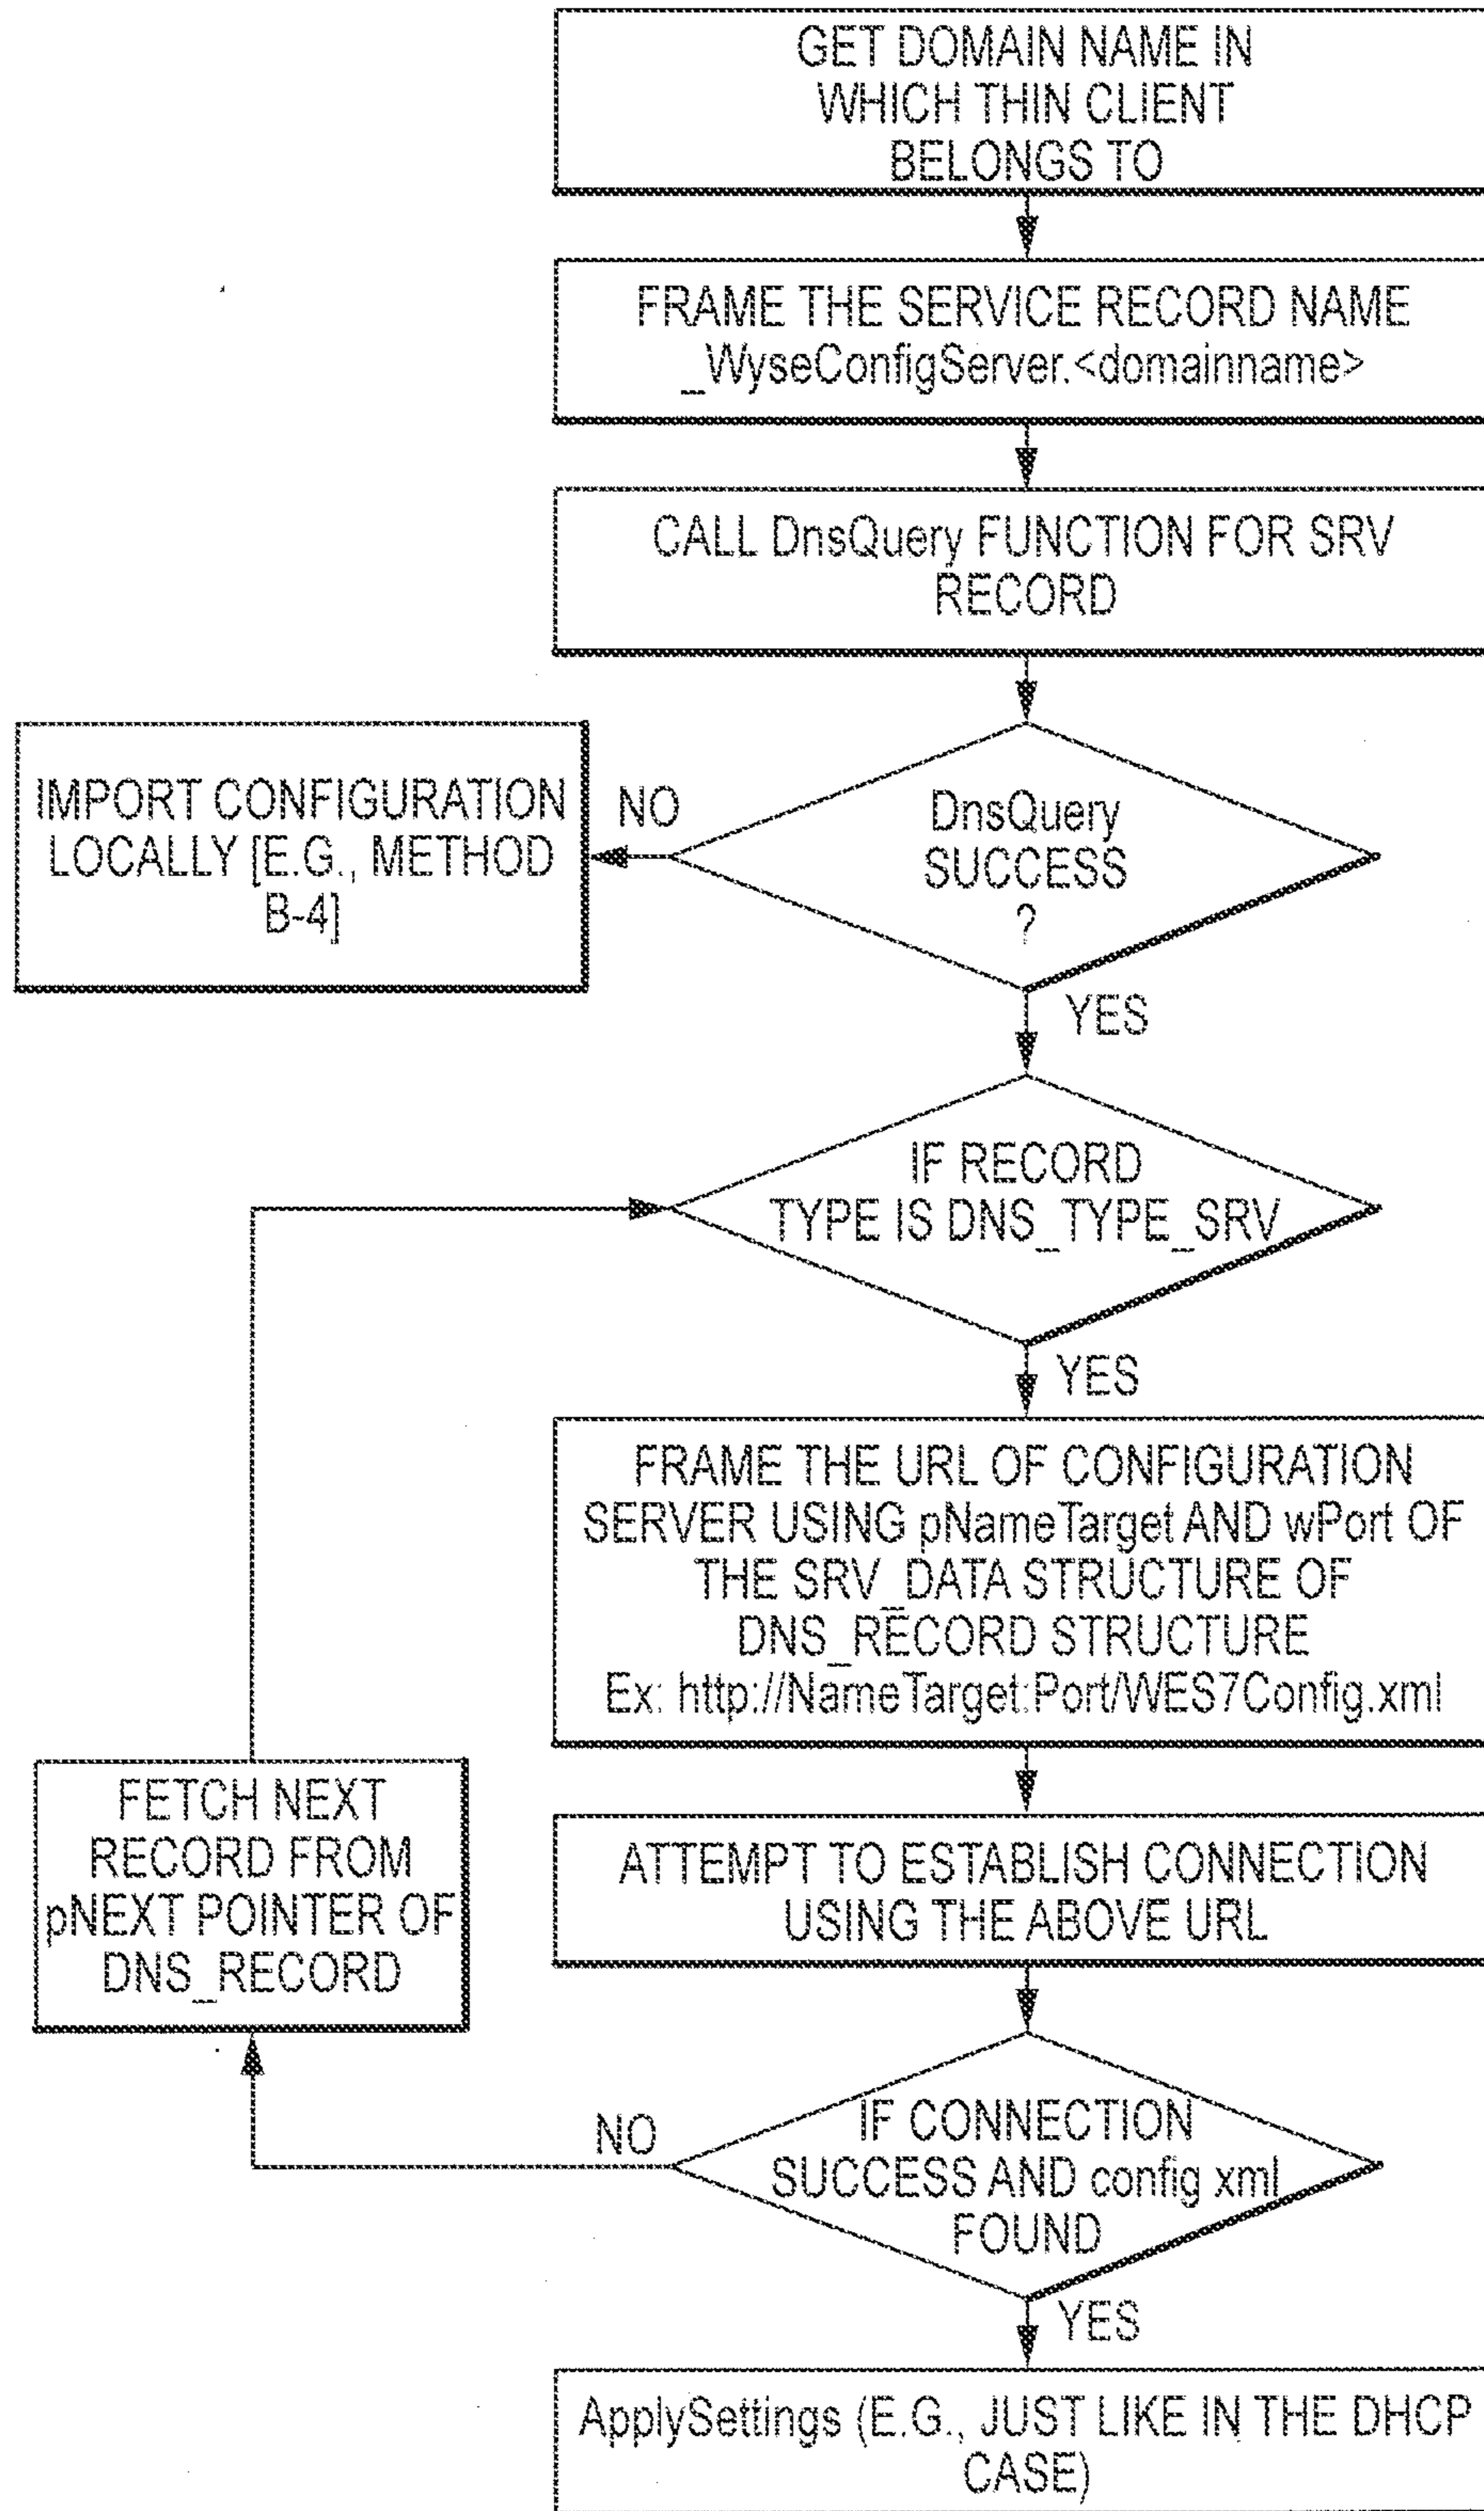 GET DOMAIN NAME IN
WHICH THIN CLIENT
BELONGS TO
FRAME THE SERVICE RECORD NAME
_WyseConfigServer.<domainname>
CALL DnsQuery FUNCTION FOR SRV
RECORD
IMPORT CONFIGURATION
LOCALLY [E.G., METHOD
B-4]
NO
DnsQuery
SUCCESS
?
YES
IF RECORD
TYPE IS DNS_TYPE_SRV
YES
FRAME THE URL OF CONFIGURATION
SERVER USING pNameTarget AND wPort OF
THE SRV_DATA STRUCTURE OF
DNS_RECORD STRUCTURE
Ex: http://NameTarget:Port/WES7Config.xml
FETCH NEXT
RECORD FROM
pNEXT POINTER OF
DNS_RECORD
ATTEMPT TO ESTABLISH CONNECTION
USING THE ABOVE URL
NO
IF CONNECTION
SUCCESS AND config xml
FOUND
YES
ApplySettings (E.G., JUST LIKE IN THE DHCP
CASE)